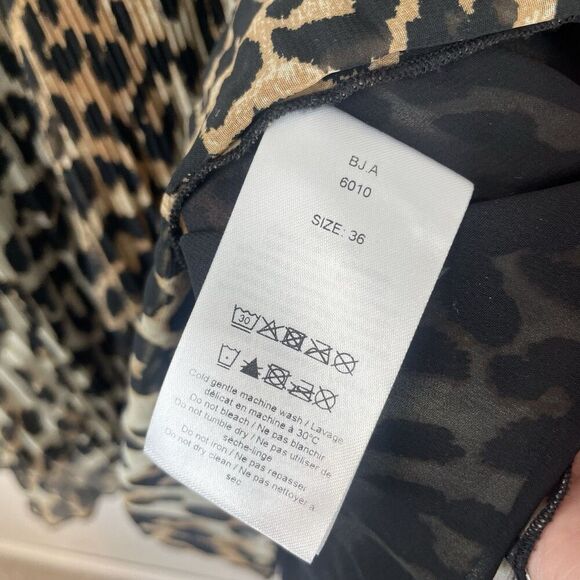 BJ.A
6010
SIZE: 36
30
Cold gentle machine wash / Lavage
délicat en machine à 30°C
Do not bleach / Ne pas blanchir
Do not tumble dry / Ne pas utiliser de
sèche-linge
Do not iron / Ne pas repasser
Do not dry clean / Ne pas nettoyer à
sec